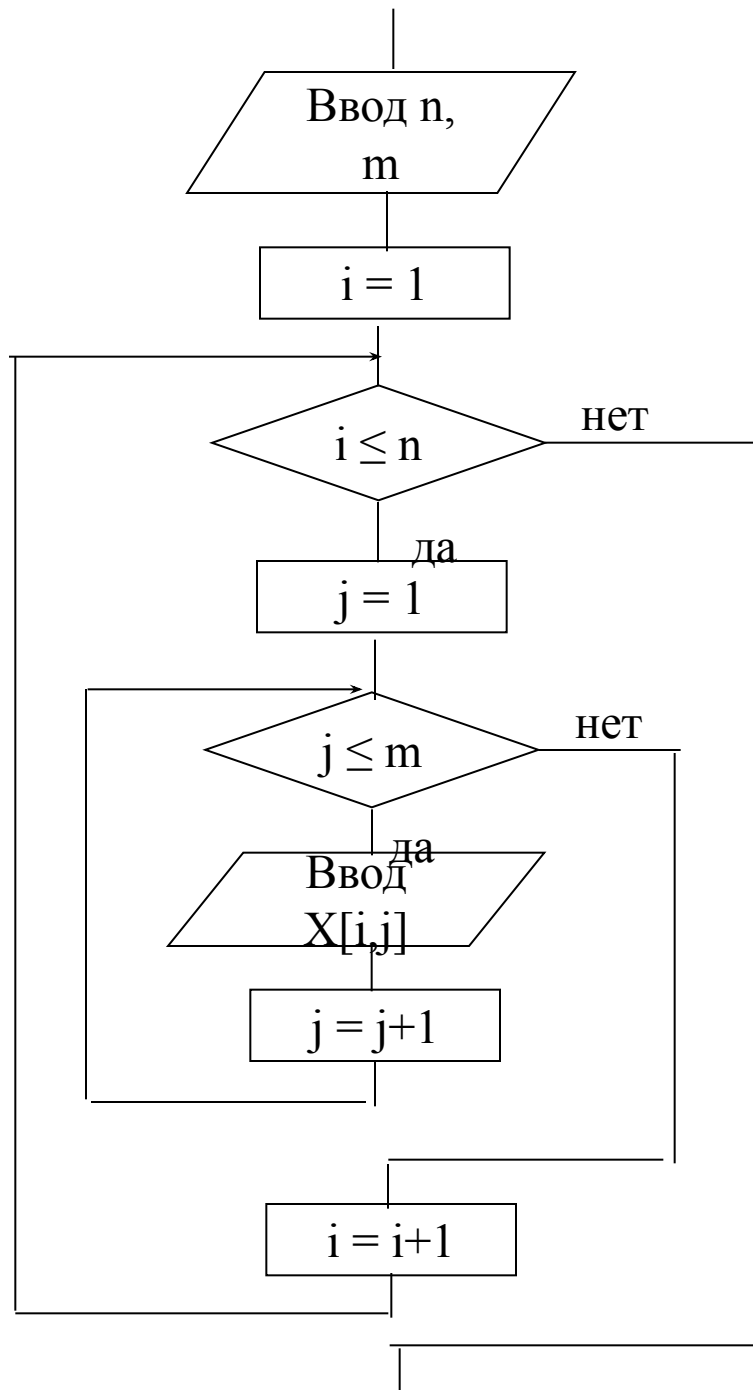 Ввод n,
m
i = 1
i ≤ n
нет
да
j = 1
j ≤ m
нет
да
Ввод
X[i,j]
j = j+1
i = i+1